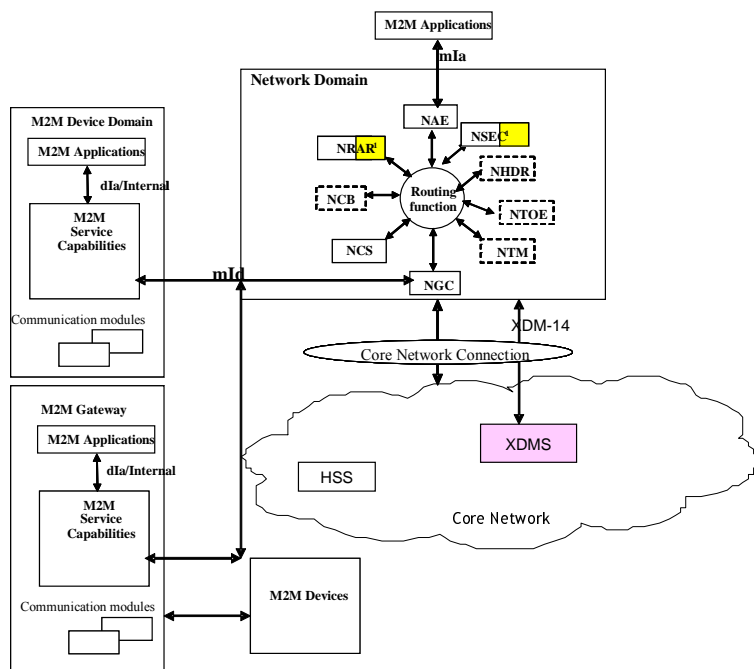 M2M Applications
mIa
Network Domain
NAE
NRAR¹
NSEC¹
NHDR
NCB
Routing
function
NTOE
NCS
NTM
NGC
M2M Device Domain
M2M Applications
dIa/Internal
M2M
Service
Capabilities
mId
Communication modules
XDM-14
Core Network Connection
M2M Gateway
M2M Applications
dIa/Internal
M2M
Service
Capabilities
Communication modules
M2M Devices
XDMS
HSS
Core Network